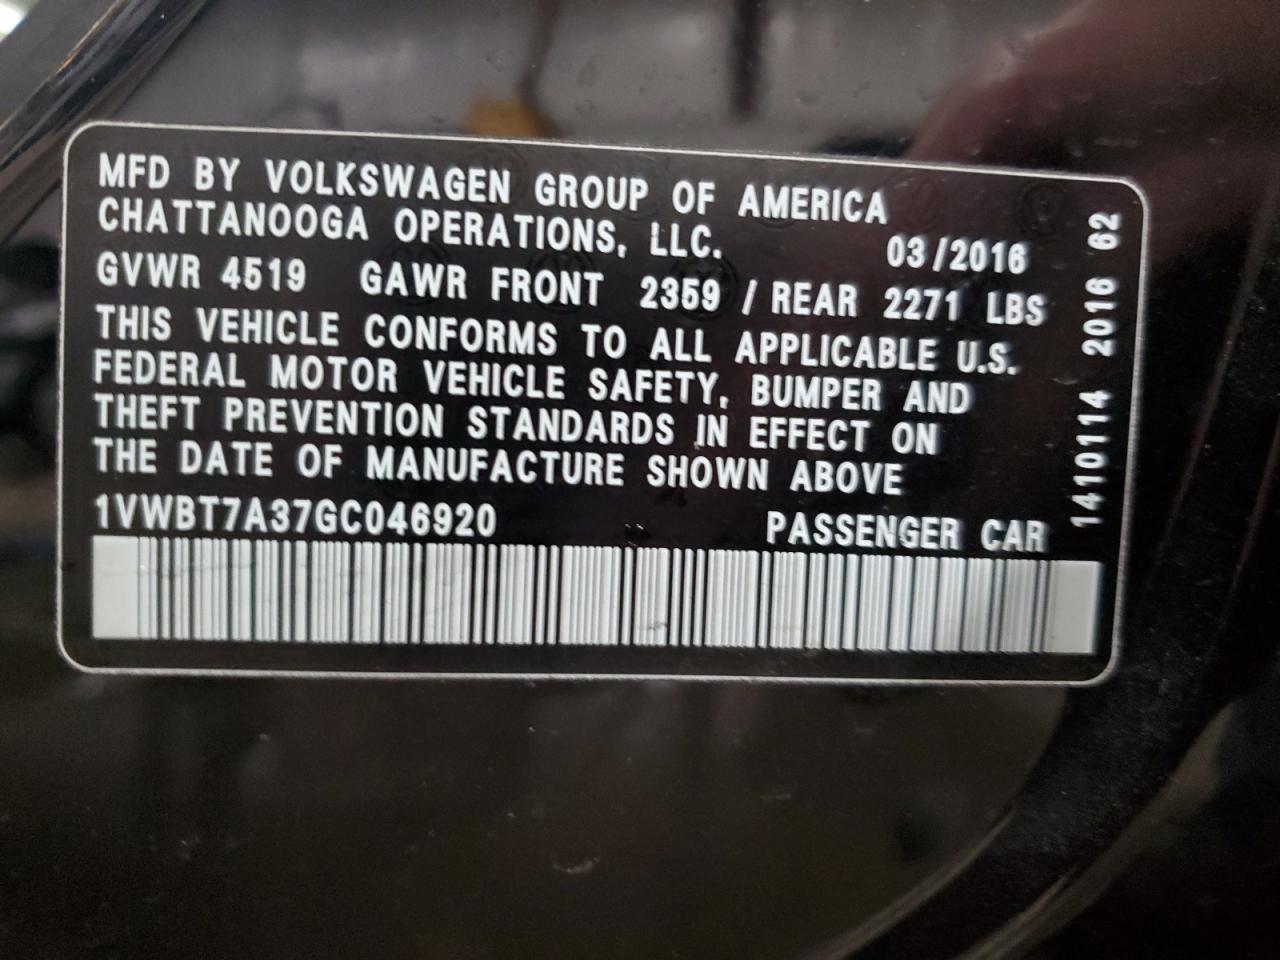 MFD BY VOLKSWAGEN GROUP OF AMERICA
CHATTANOOGA OPERATIONS, LLC.
03/2016
GVWR 4519 GAWR FRONT 2359 / REAR 2271 LBS
THIS VEHICLE CONFORMS TO ALL APPLICABLE U.S.
FEDERAL MOTOR VEHICLE SAFETY, BUMPER AND
THEFT PREVENTION STANDARDS IN EFFECT ON
THE DATE OF MANUFACTURE SHOWN ABOVE
1VWBT7A37GC046920 PASSENGER CAR
1410114 2016 62